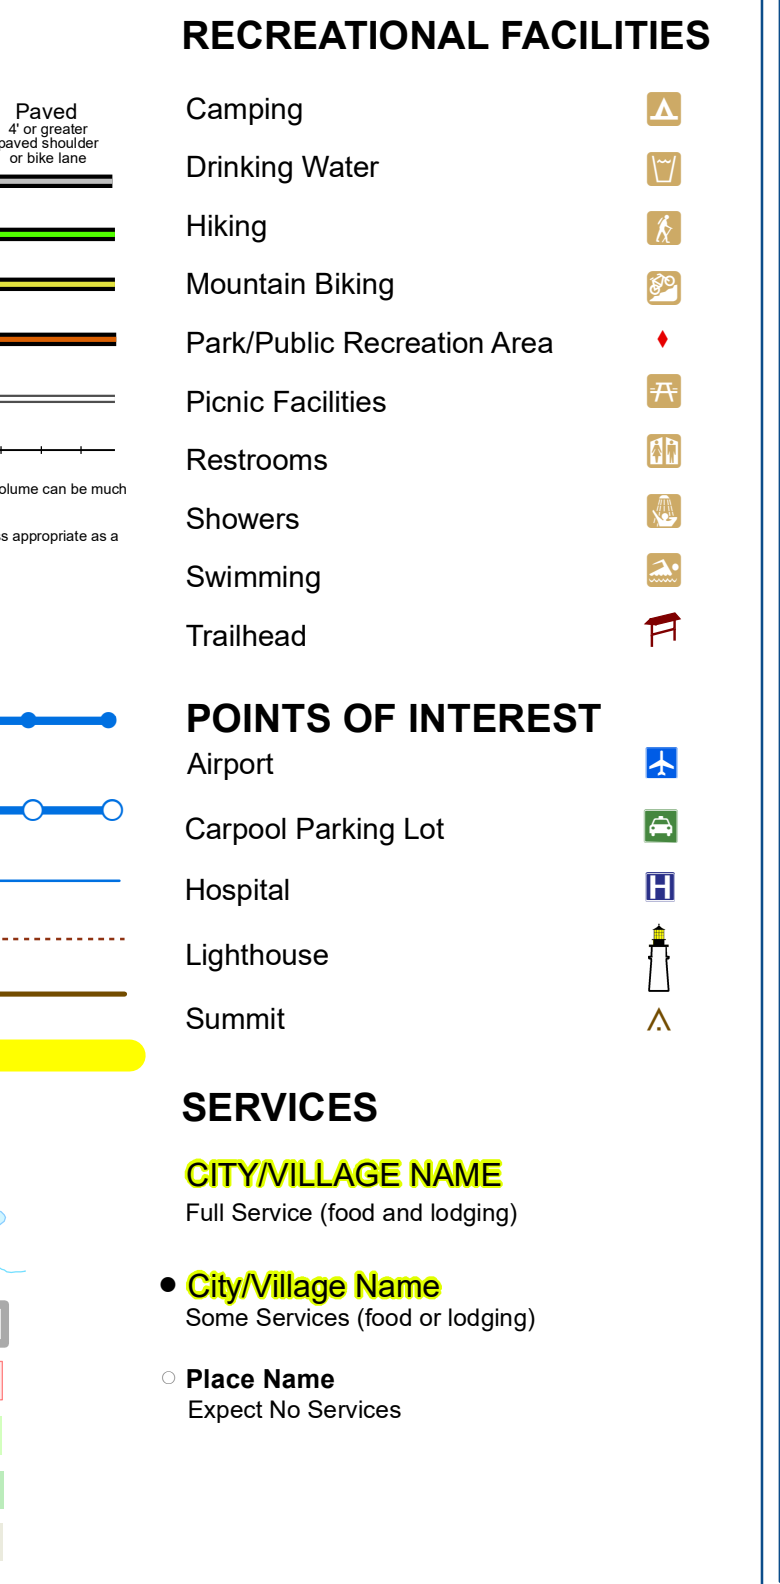 RECREATIONAL FACILITIES
Paved
4' or greater
paved shoulder
or bike lane
Camping
Drinking Water
Hiking
Mountain Biking
Park/Public Recreation Area
Picnic Facilities
Restrooms
olume can be much
Showers
s appropriate as a
Swimming
Trailhead
POINTS OF INTEREST
Airport
Carpool Parking Lot
Hospital
H
Lighthouse
Summit
SERVICES
CITY/VILLAGE NAME
Full Service (food and lodging)
City/Village Name
Some Services (food or lodging)
Place Name
Expect No Services